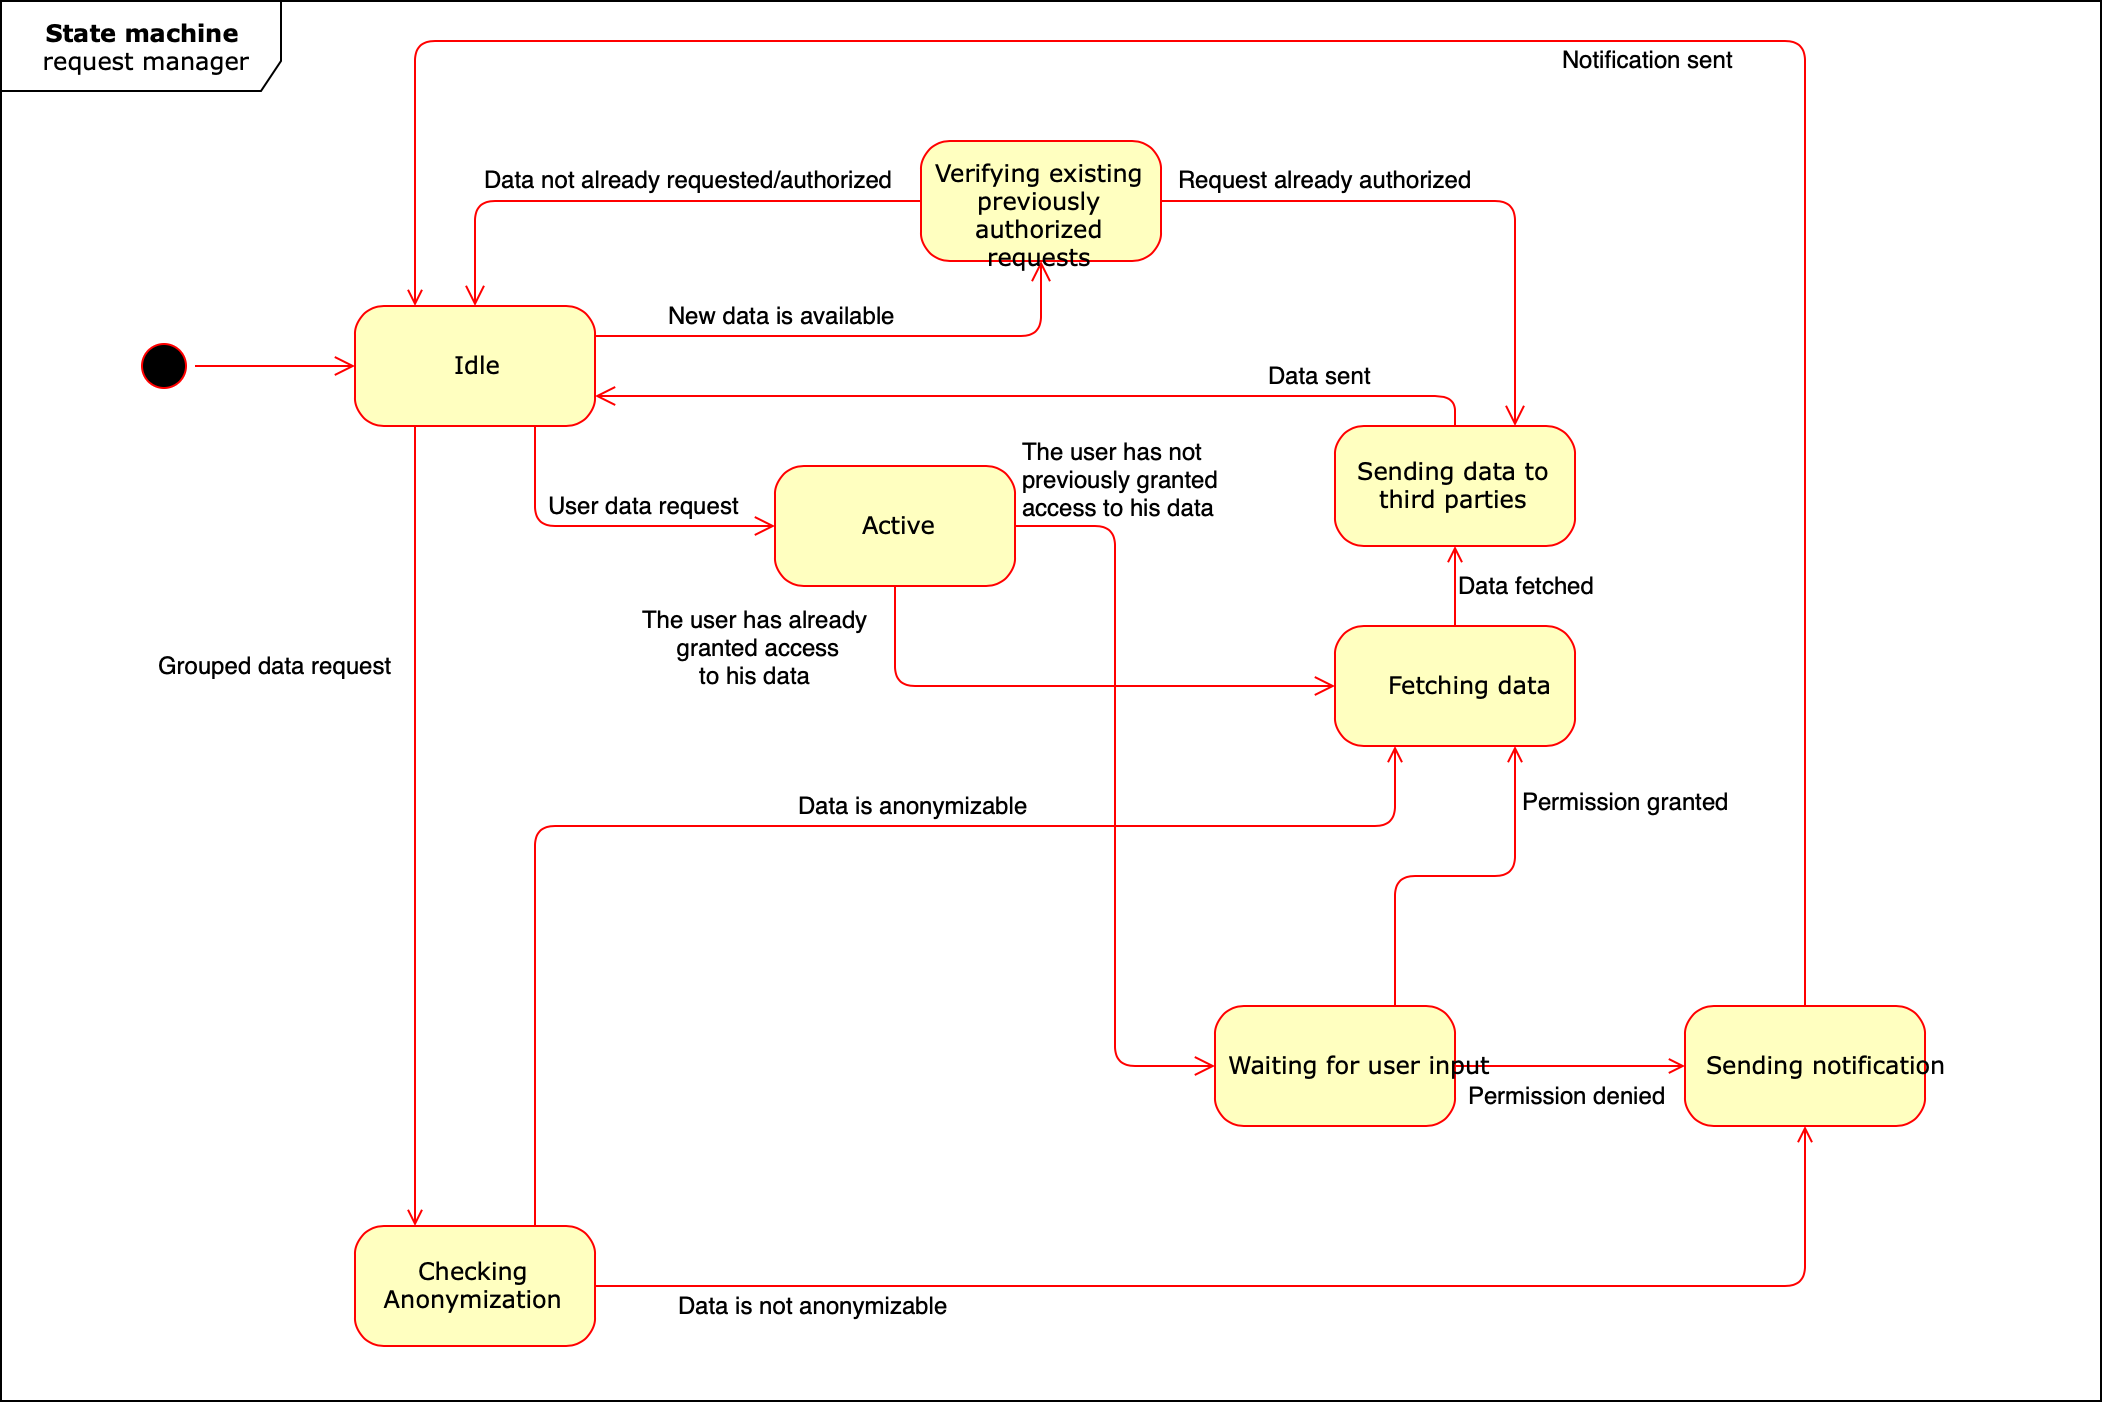 State machine
request manager
Notification sent
Data not already requested/authorized
Verifying existing
previously
authorized
requests
Request already authorized
New data is available
Idle
Data sent
The user has not
previously granted
access to his data
Sending data to
third parties
User data request
Active
Data fetched
The user has already
granted access
to his data
Grouped data request
Fetching data
Data is anonymizable
Permission granted
Waiting for user input
Sending notification
Permission denied
Checking
Anonymization
Data is not anonymizable